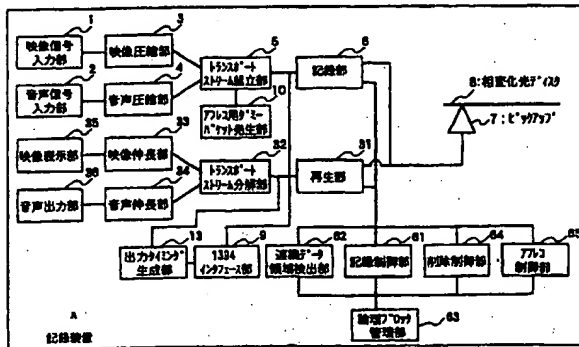 1
映像信号
入力部
3
映像圧縮部
5
トランスポート
ストリーム組立部
6
記録部
2
音声信号
入力部
4
音声圧縮部
10
アフレコ用ダミー
パケット発生部
8:相変化光ディスク
7:ピックアップ
35
映像表示部
33
映像伸長部
32
トランスポート
ストリーム分解部
31
再生部
36
音声出力部
34
音声伸長部
13
出力タイミング
生成部
9
1394
インタフェース部
62
連続データ
領域検出部
61
記録制御部
64
削除制御部
65
アフレコ
制御部
論理ブロック
管理部
63
A
記録装置